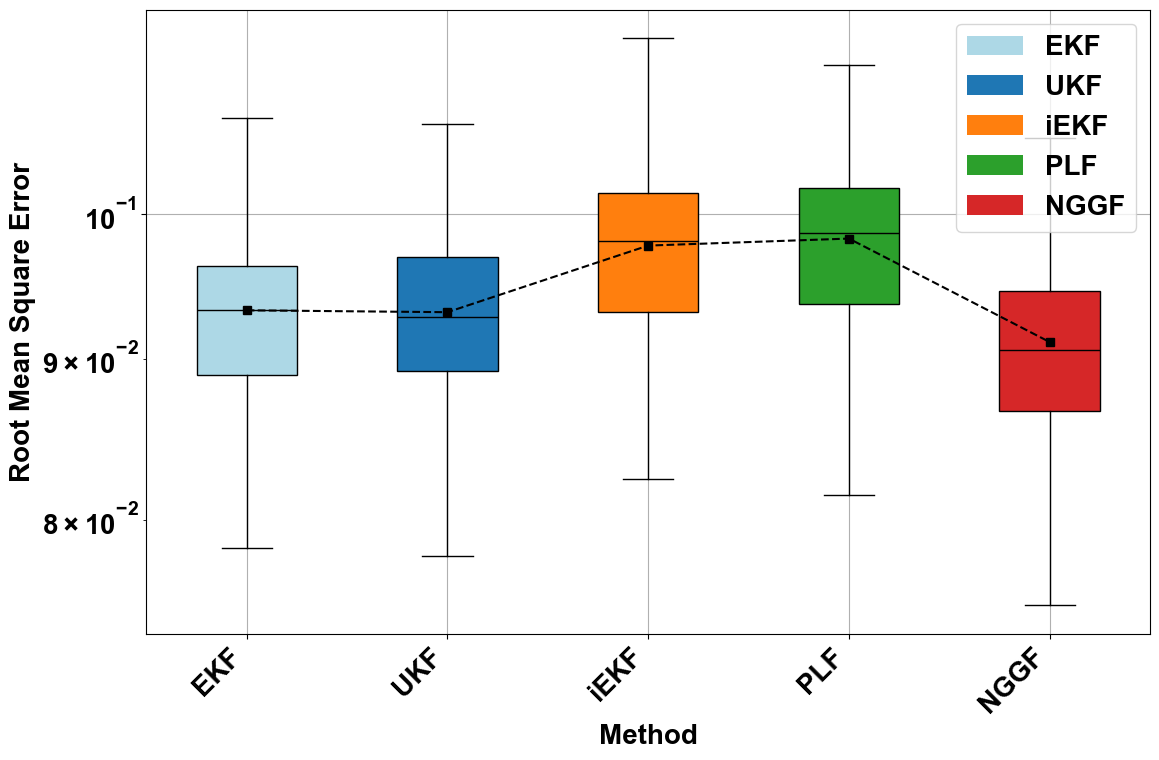 Root Mean Square Error
10⁻¹
9 × 10⁻²
8 × 10⁻²
EKF
UKF
iEKF
PLF
NGGF
EKF
UKF
iEKF
PLF
NGGF
Method